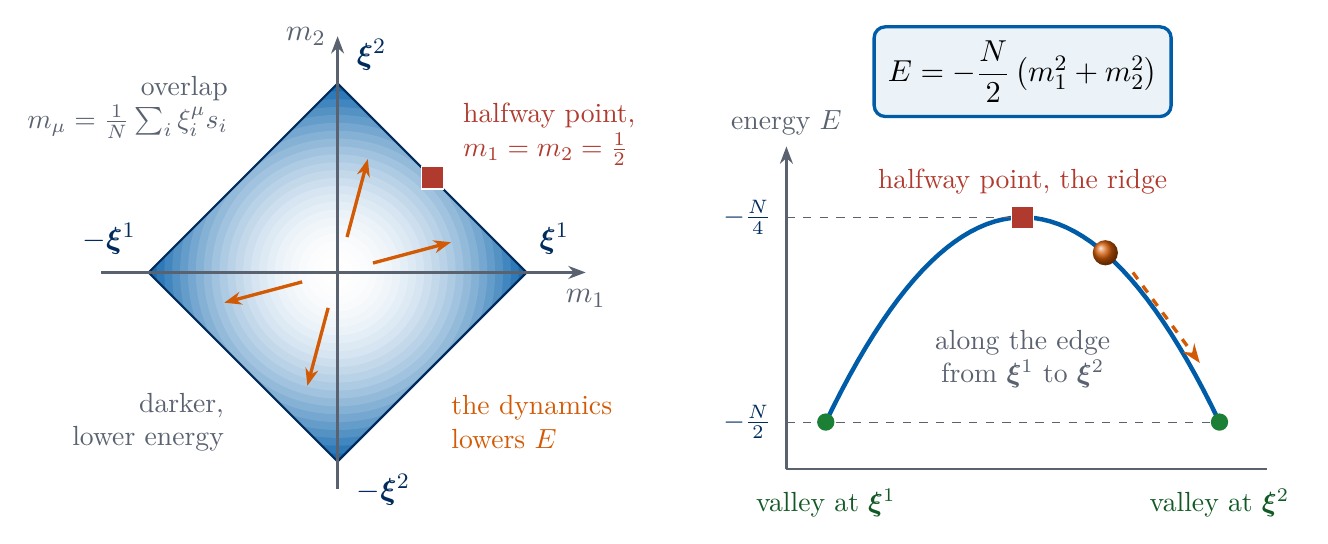 m₂
𝝃²
overlap
m_μ = 1/N ∑ᵢ ξᵢ^μ sᵢ
halfway point,
m₁ = m₂ = 1/2
−𝝃¹
𝝃¹
m₁
darker,
lower energy
the dynamics
lowers E
−𝝃²
E = −N/2 (m₁² + m₂²)
energy E
halfway point, the ridge
−N/4
along the edge
from 𝝃¹ to 𝝃²
−N/2
valley at 𝝃¹
valley at 𝝃²